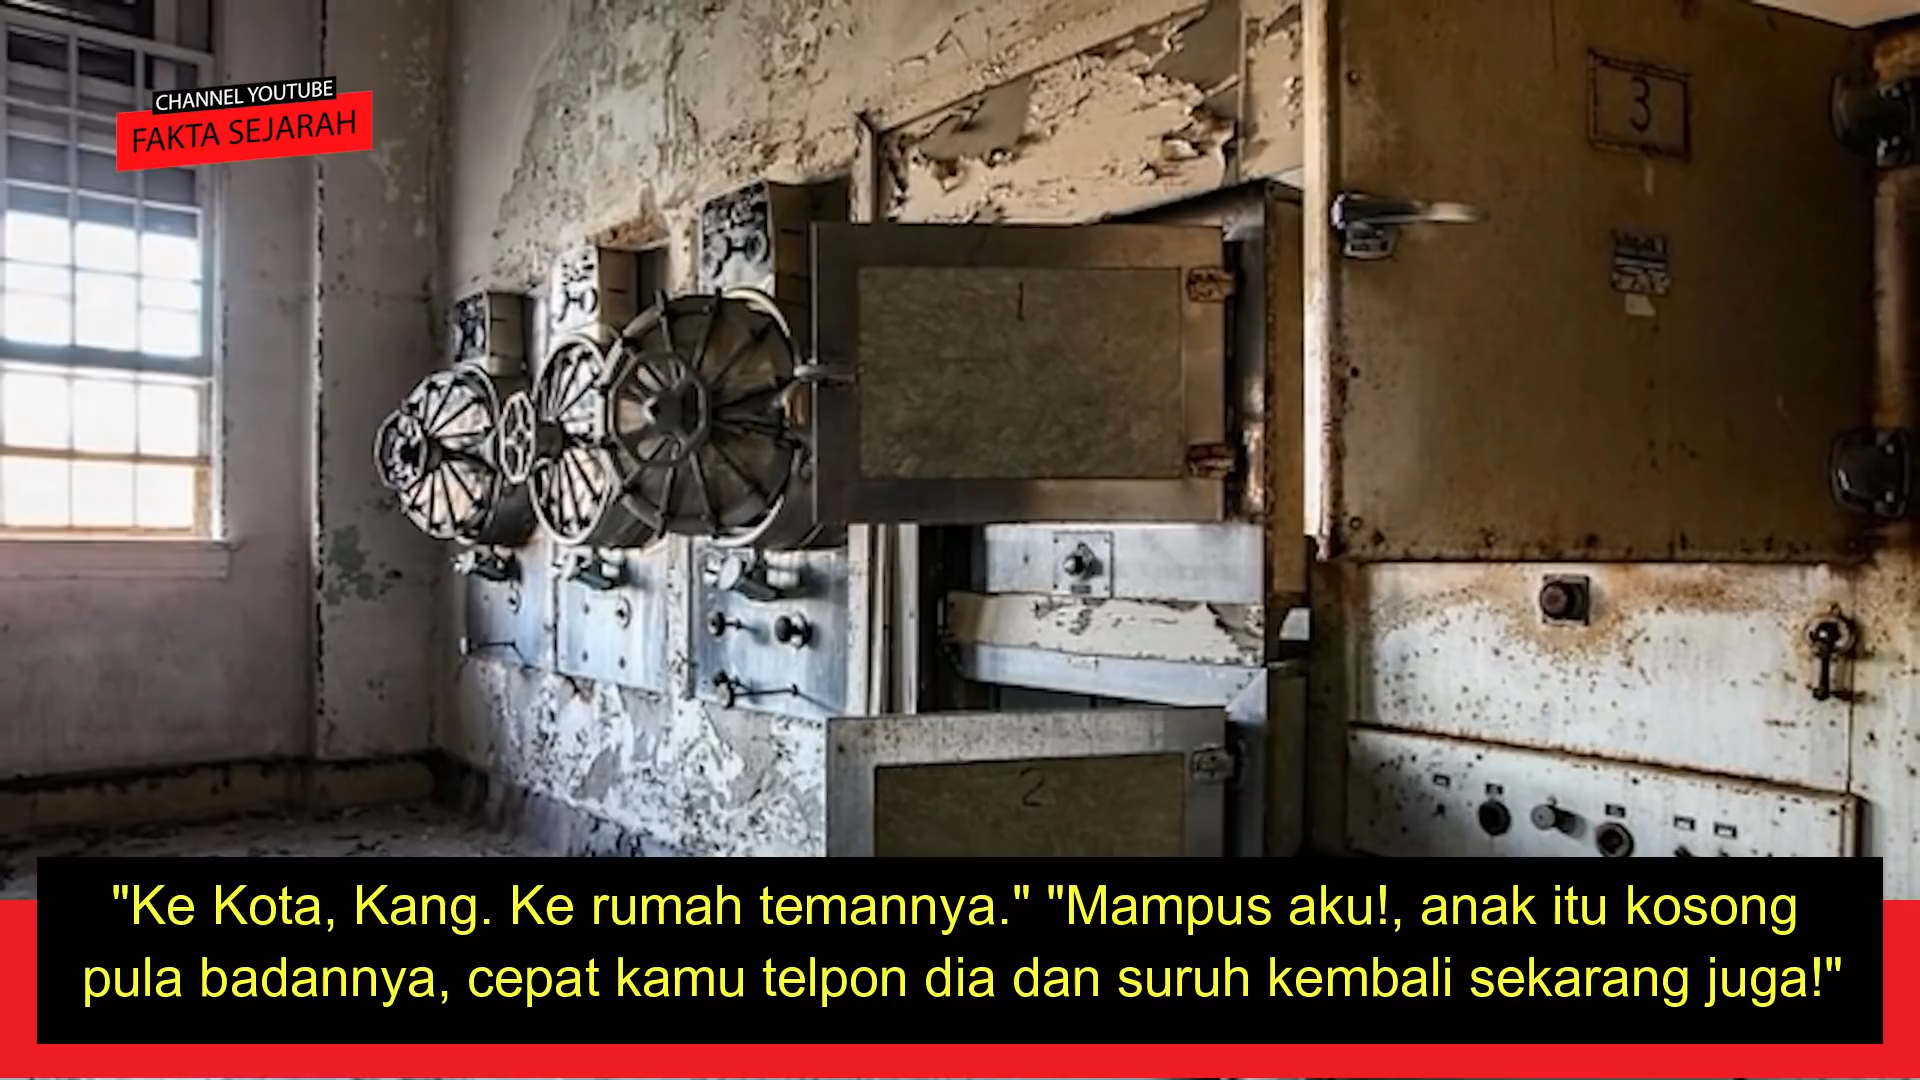 CHANNEL YOUTUBE
FAKTA SEJARAH
3
1
2
"Ke Kota, Kang. Ke rumah temannya." "Mampus aku!, anak itu kosong
pula badannya, cepat kamu telpon dia dan suruh kembali sekarang juga!"